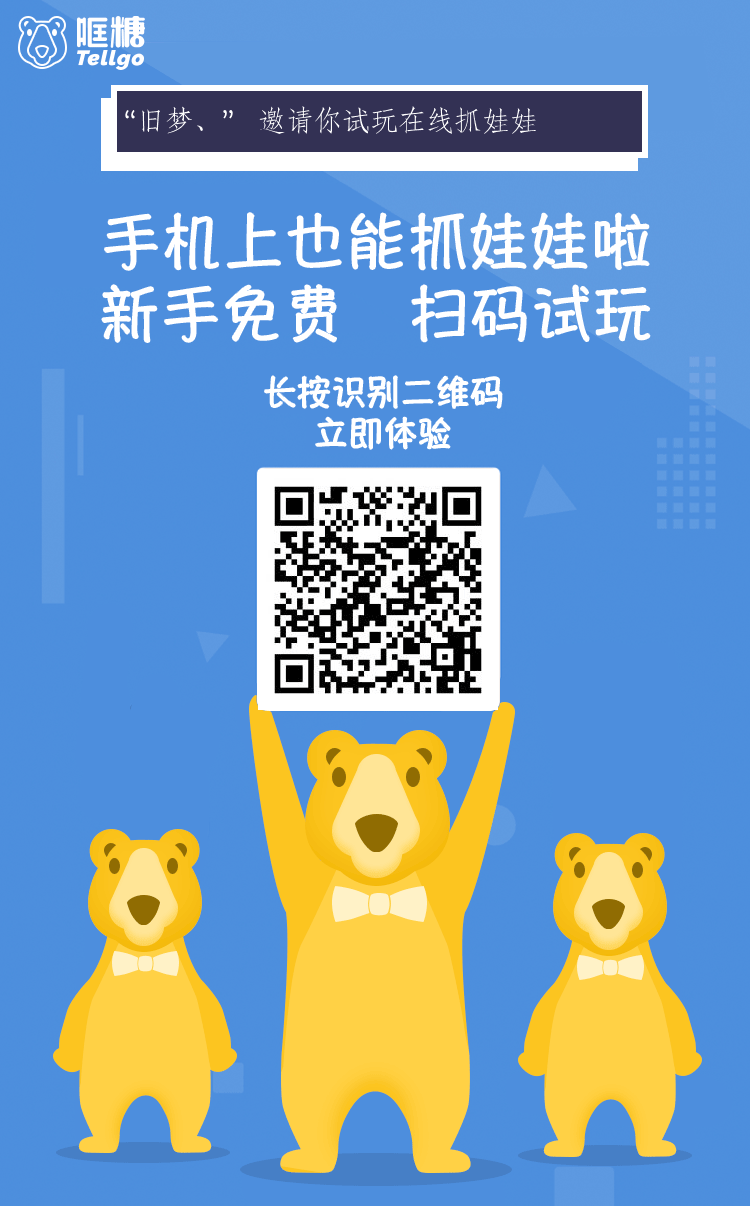 哐糖
Tellgo
“旧梦、” 邀请你试玩在线抓娃娃
手机上也能抓娃娃啦
新手免费 扫码试玩
长按识别二维码
立即体验